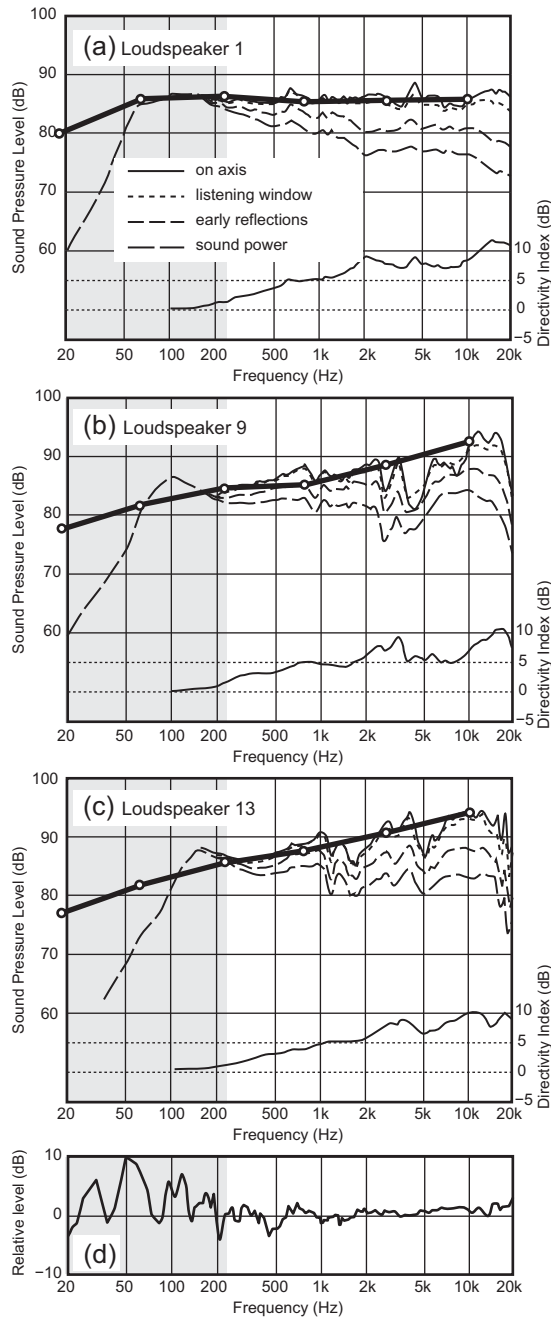 100
(a) Loudspeaker 1
90
80
70
60
Sound Pressure Level (dB)
on axis
listening window
early reflections
sound power
10
5
0
−5
Directivity Index (dB)
20 50 100 200 500 1k 2k 5k 10k 20k
Frequency (Hz)
100
(b) Loudspeaker 9
90
80
70
60
Sound Pressure Level (dB)
10
5
0
−5
Directivity Index (dB)
20 50 100 200 500 1k 2k 5k 10k 20k
Frequency (Hz)
100
(c) Loudspeaker 13
90
80
70
60
Sound Pressure Level (dB)
10
5
0
−5
Directivity Index (dB)
20 50 100 200 500 1k 2k 5k 10k 20k
Frequency (Hz)
10
0
−10
Relative level (dB)
(d)
20 50 100 200 500 1k 2k 5k 10k 20k
Frequency (Hz)